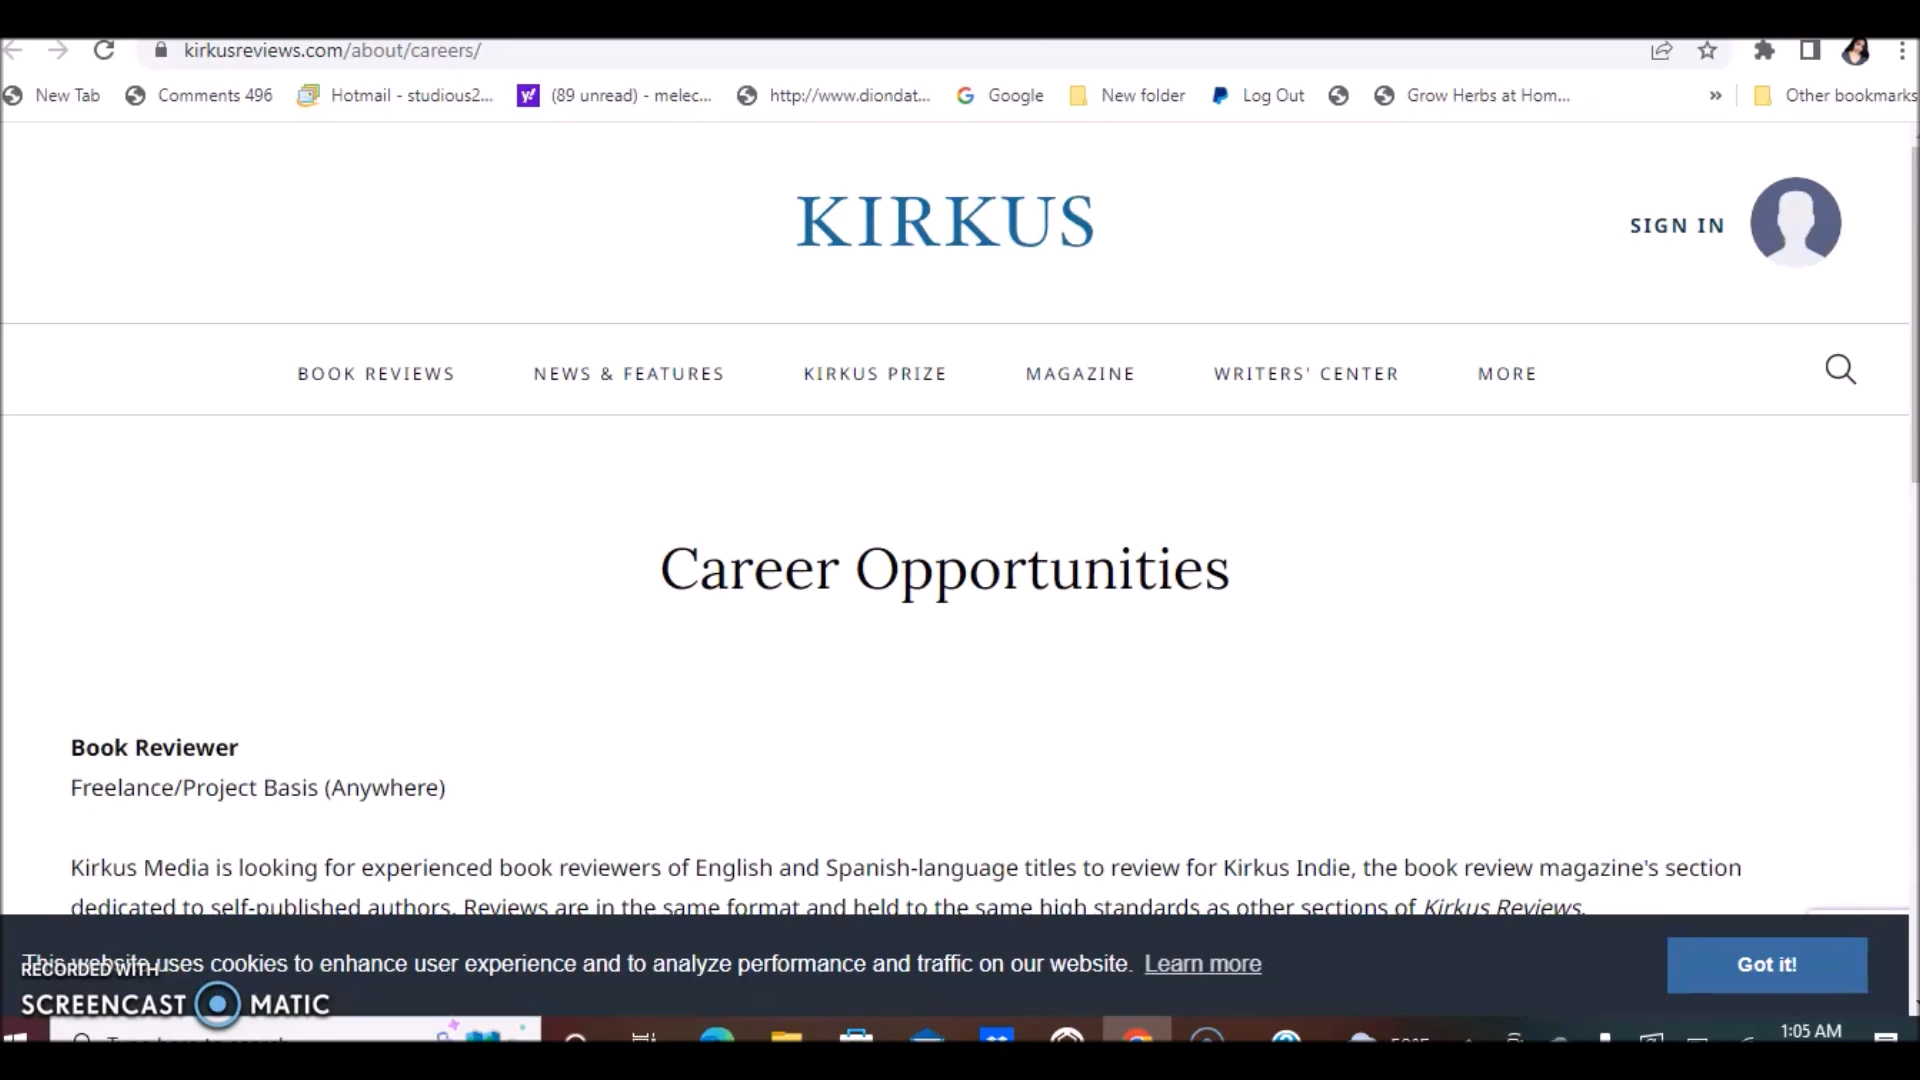 kirkusreviews.com/about/careers/
New Tab Comments 496 Hotmail - studious2... (89 unread) - melec... http://www.diondat... Google New folder Log Out Grow Herbs at Hom... » Other bookmarks
KIRKUS
SIGN IN
BOOK REVIEWS NEWS & FEATURES KIRKUS PRIZE MAGAZINE WRITERS' CENTER MORE
Career Opportunities
Book Reviewer
Freelance/Project Basis (Anywhere)
Kirkus Media is looking for experienced book reviewers of English and Spanish-language titles to review for Kirkus Indie, the book review magazine's section
dedicated to self-published authors. Reviews are in the same format and held to the same high standards as other sections of Kirkus Reviews.
This website uses cookies to enhance user experience and to analyze performance and traffic on our website. Learn more
Got it!
RECORDED WITH
SCREENCAST MATIC
1:05 AM